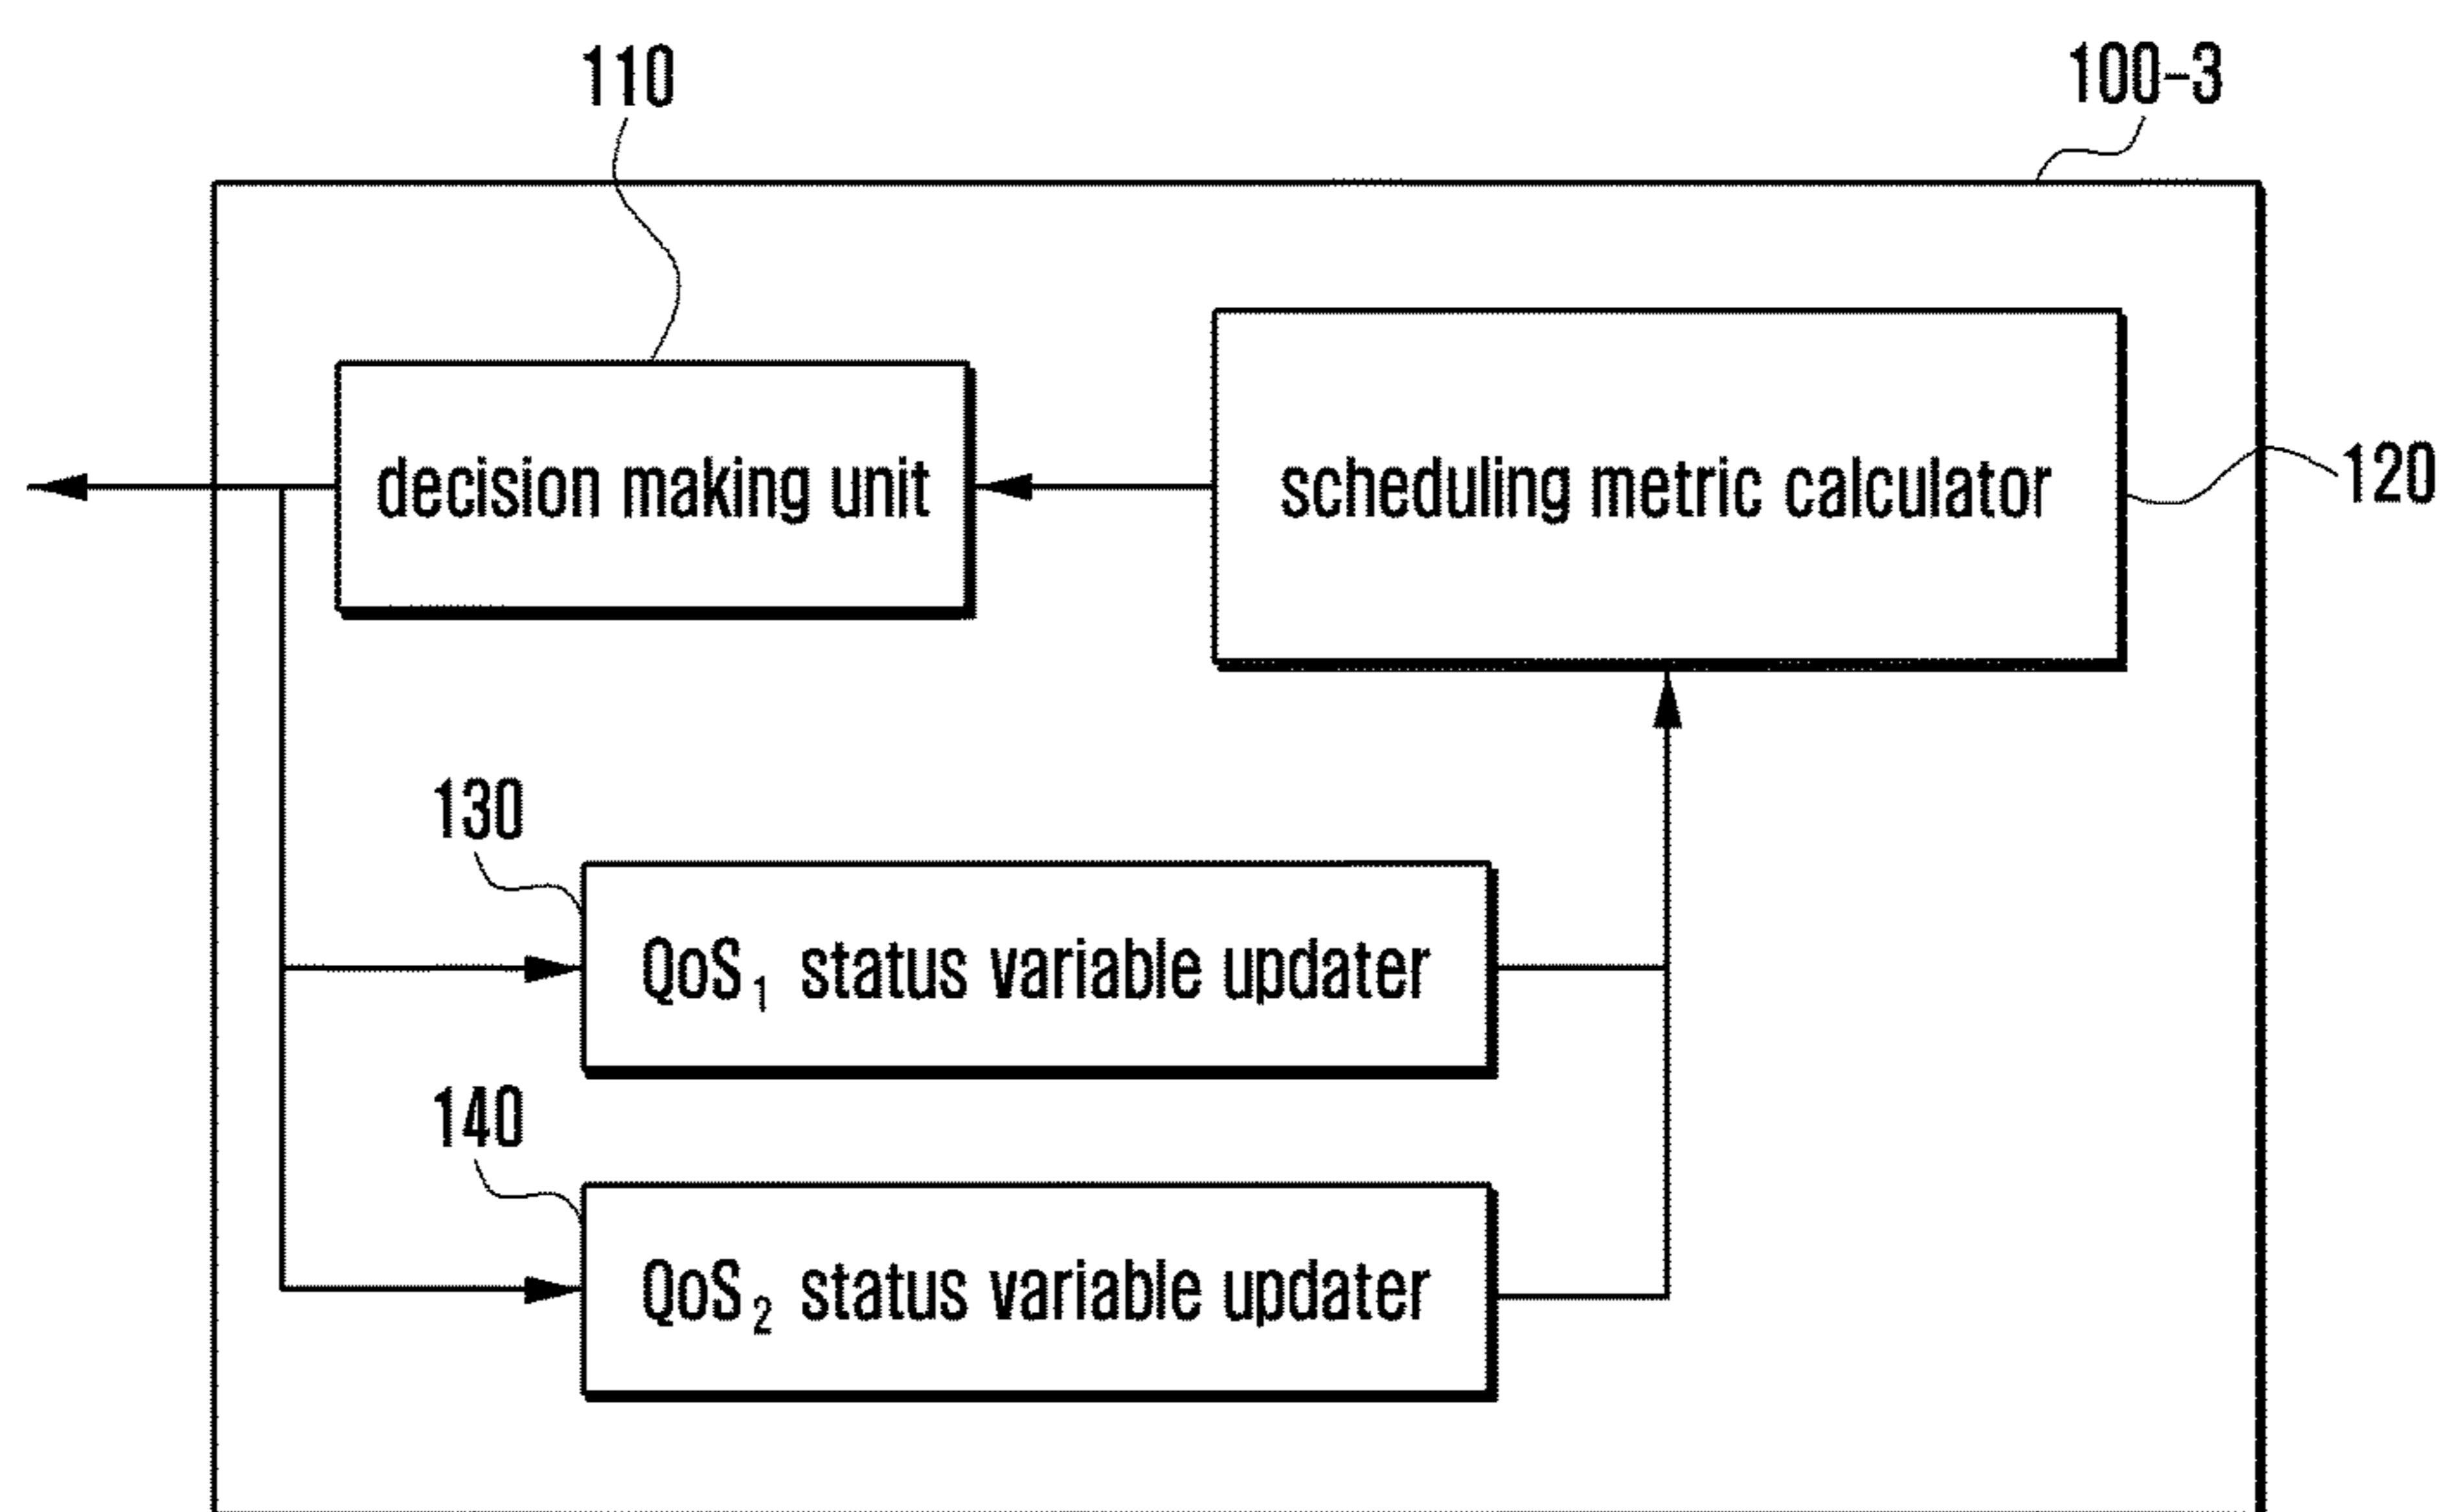 110
100-3
decision making unit
scheduling metric calculator
120
130
QoS₁ status variable updater
140
QoS₂ status variable updater